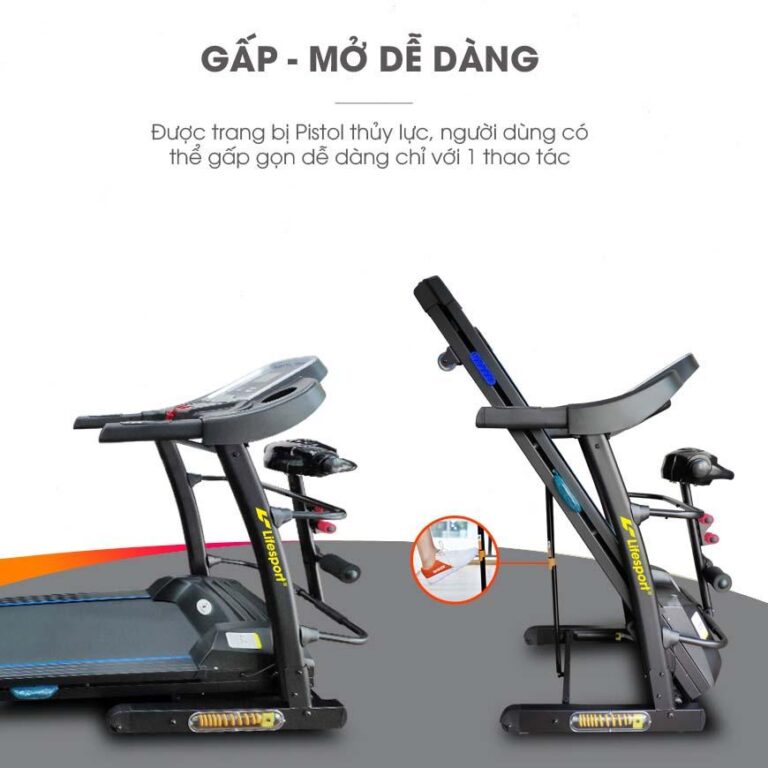 GẤP - MỞ DỄ DÀNG
Được trang bị Pistol thủy lực, người dùng có
thể gấp gọn dễ dàng chỉ với 1 thao tác
Lifesport
Lifesport